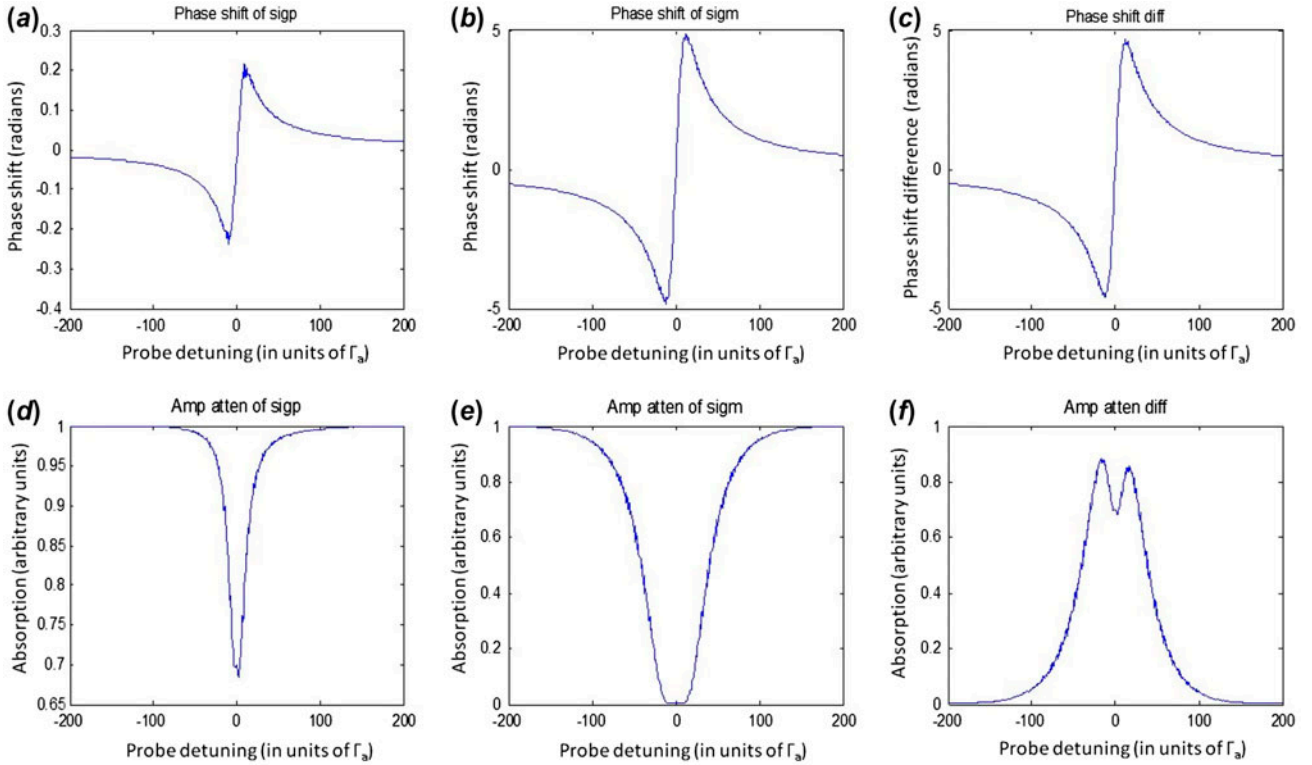 (a) Phase shift of sigp
Phase shift (radians)
0.3
0.2
0.1
0
-0.1
-0.2
-0.3
-0.4
-200 -100 0 100 200
Probe detuning (in units of Γa)
(b) Phase shift of sigm
Phase shift (radians)
5
0
-5
-200 -100 0 100 200
Probe detuning (in units of Γa)
(c) Phase shift diff
Phase shift difference (radians)
5
0
-5
-200 -100 0 100 200
Probe detuning (in units of Γa)
(d) Amp atten of sigp
Absorption (arbitrary units)
1
0.95
0.9
0.85
0.8
0.75
0.7
0.65
-200 -100 0 100 200
Probe detuning (in units of Γa)
(e) Amp atten of sigm
Absorption (arbitrary units)
1
0.8
0.6
0.4
0.2
0
-200 -100 0 100 200
Probe detuning (in units of Γa)
(f) Amp atten diff
Absorption (arbitrary units)
1
0.8
0.6
0.4
0.2
0
-200 -100 0 100 200
Probe detuning (in units of Γa)